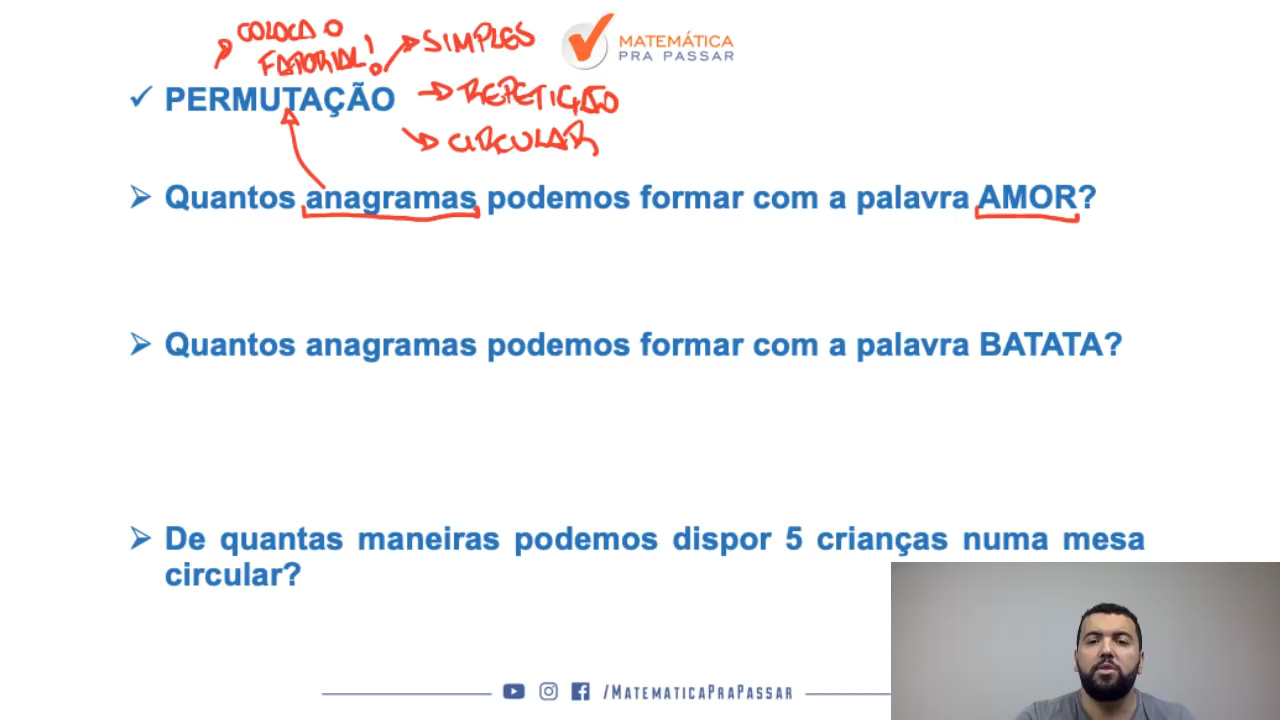 COLOCA O
FATORIAL!
SIMPLES
MATEMÁTICA
PRA PASSAR
✓ PERMUTAÇÃO
REPETIÇÃO
CIRCULAR
➢ Quantos anagramas podemos formar com a palavra AMOR?
➢ Quantos anagramas podemos formar com a palavra BATATA?
➢ De quantas maneiras podemos dispor 5 crianças numa mesa
circular?
/MATEMATICAPRAPASSAR